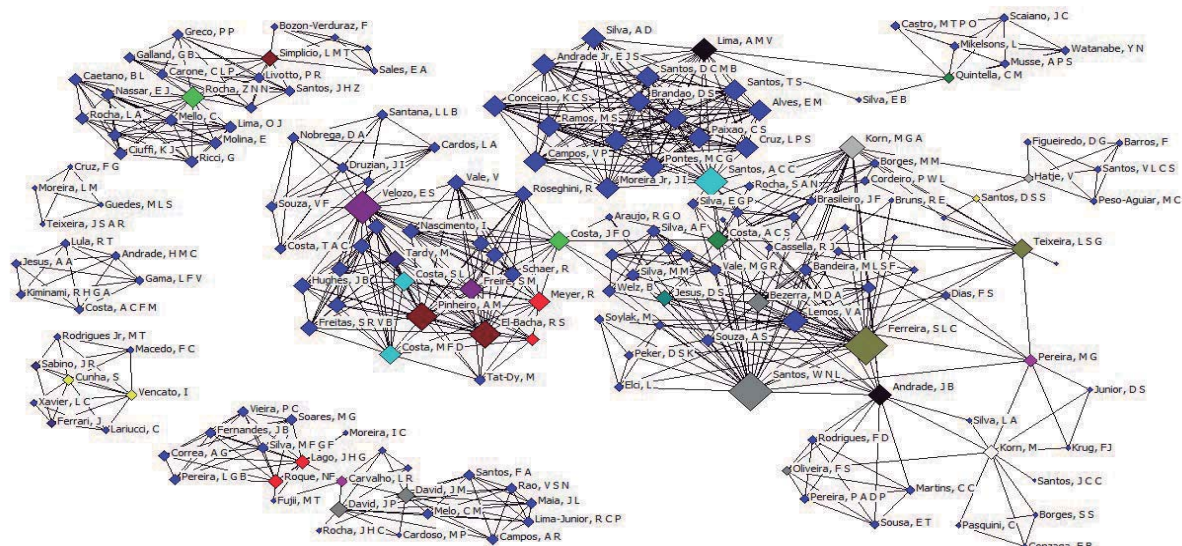 Greco, P P
Bozon-Verduraz, F
Galland, G B
Simplicio, L M T
Caetano, B L
Carone, C L P
Livotto, P R
Sales, E A
Nassar, E J
Rocha, Z N N
Santos, J H Z
Rocha, L A
Mello, C
Lima, O J
Molina, E
Ciuffi, K J
Ricci, G
Cruz, F G
Moreira, L M
Guedes, M L S
Teixeira, J S A R
Lula, R T
Andrade, H M C
Jesus, A A
Gama, L F V
Kiminami, R H G A
Costa, A C F M
Rodrigues Jr, M T
Macedo, F C
Sabino, J R
Cunha, S
Vencato, I
Xavier, L C
Ferrari, J
Lariucci, C
Santana, L L B
Nobrega, D A
Cardos, L A
Druzian, J I
Vale, V
Roseghini, R
Souza, V F
Velozo, E S
Costa, T A C
Nascimento, I
Tardy, M
Costa, S L
Schaer, R
Hughes, J B
Freire, S M
Meyer, R
Pinheiro, A M
Freitas, S R V B
El-Bacha, R S
Costa, M F D
Tat-Dy, M
Costa, J F O
Silva, A D
Lima, A M V
Andrade Jr, E J S
Santos, D C M B
Conceicao, K C S
Brandao, D S
Santos, T S
Ramos, M S
Alves, E M
Campos, V P
Paixao, C S
Cruz, L P S
Pontes, M C G
Moreira Jr, J I
Santos, A C C
Castro, M T P O
Scaiano, J C
Mikelsons, L
Watanabe, Y N
Musse, A P S
Quintella, C M
Silva, E B
Korn, M G A
Borges, M M
Cordeiro, P W L
Rocha, S A N
Silva, E G P
Brasileiro, J F
Bruns, R E
Figueiredo, D G
Barros, F
Hatje, V
Santos, V L C S
Santos, D S S
Peso-Aguiar, M C
Araujo, R G O
Silva, A F
Costa, A C S
Cassella, R J
Teixeira, L S G
Silva, M M
Vale, M G R
Bandeira, M L S F
Welz, B
Jesus, D S
Bezerra, M D A
Dias, F S
Soylak, M
Lemos, V A
Souza, A S
Ferreira, S L C
Peker, D S K
Elci, L
Santos, W N L
Andrade, J B
Pereira, M G
Junior, D S
Silva, L A
Krug, FJ
Korn, M
Rodrigues, F D
Oliveira, F S
Martins, C C
Pereira, P A D P
Sousa, E T
Santos, J C C
Borges, S S
Pasquini, C
Vieira, P C
Soares, M G
Fernandes, J B
Moreira, I C
Silva, M F G F
Correa, A G
Lago, J H G
Pereira, L G B
Roque, NF
Carvalho, L R
Fujii, M T
David, J M
Santos, F A
Rao, V S N
Maia, J L
David, J P
Melo, C M
Lima-Junior, R C P
Rocha, J H C
Cardoso, M P
Campos, A R